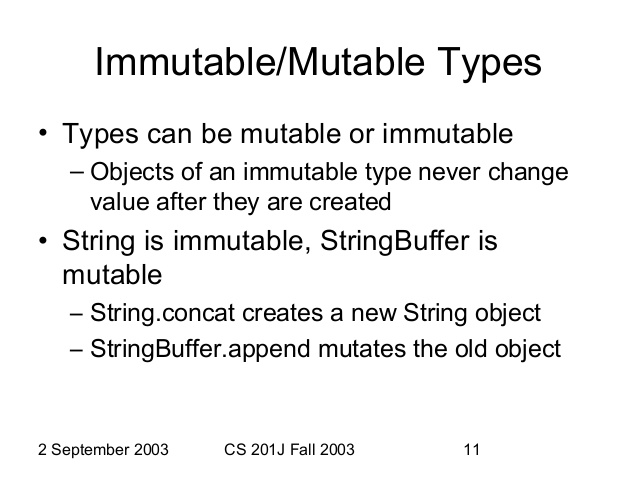 Immutable/Mutable Types
• Types can be mutable or immutable
– Objects of an immutable type never change
value after they are created
• String is immutable, StringBuffer is
mutable
– String.concat creates a new String object
– StringBuffer.append mutates the old object
2 September 2003 CS 201J Fall 2003 11